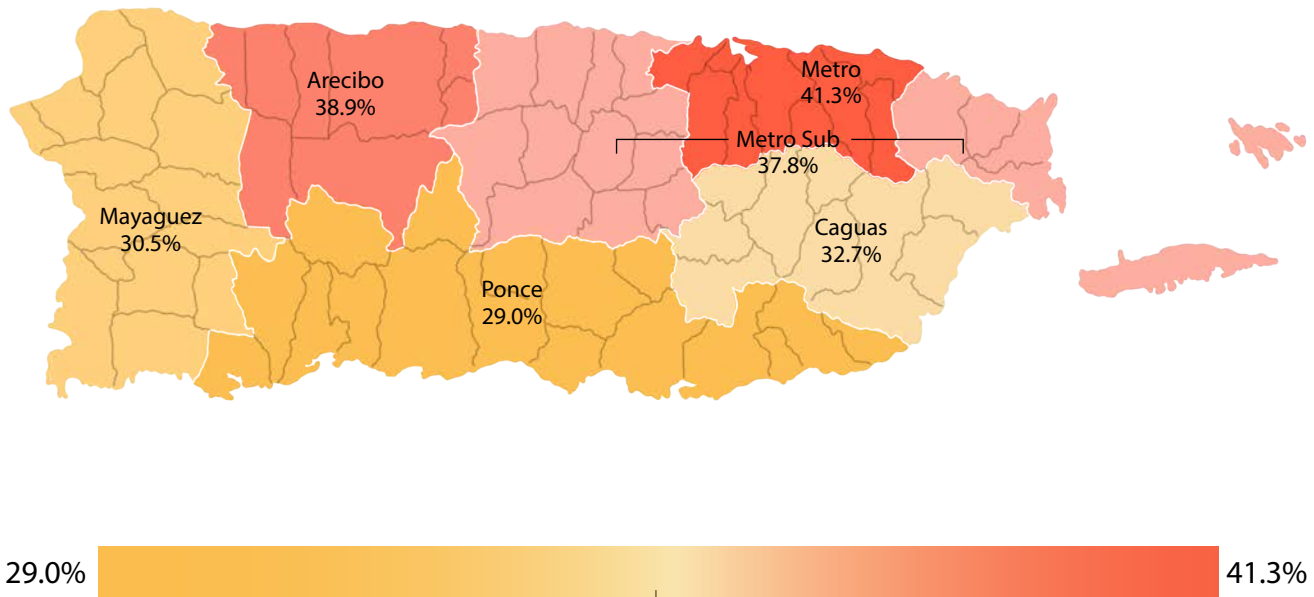 Arecibo
38.9%
Metro
41.3%
Metro Sub
37.8%
Mayaguez
30.5%
Caguas
32.7%
Ponce
29.0%
29.0%
41.3%